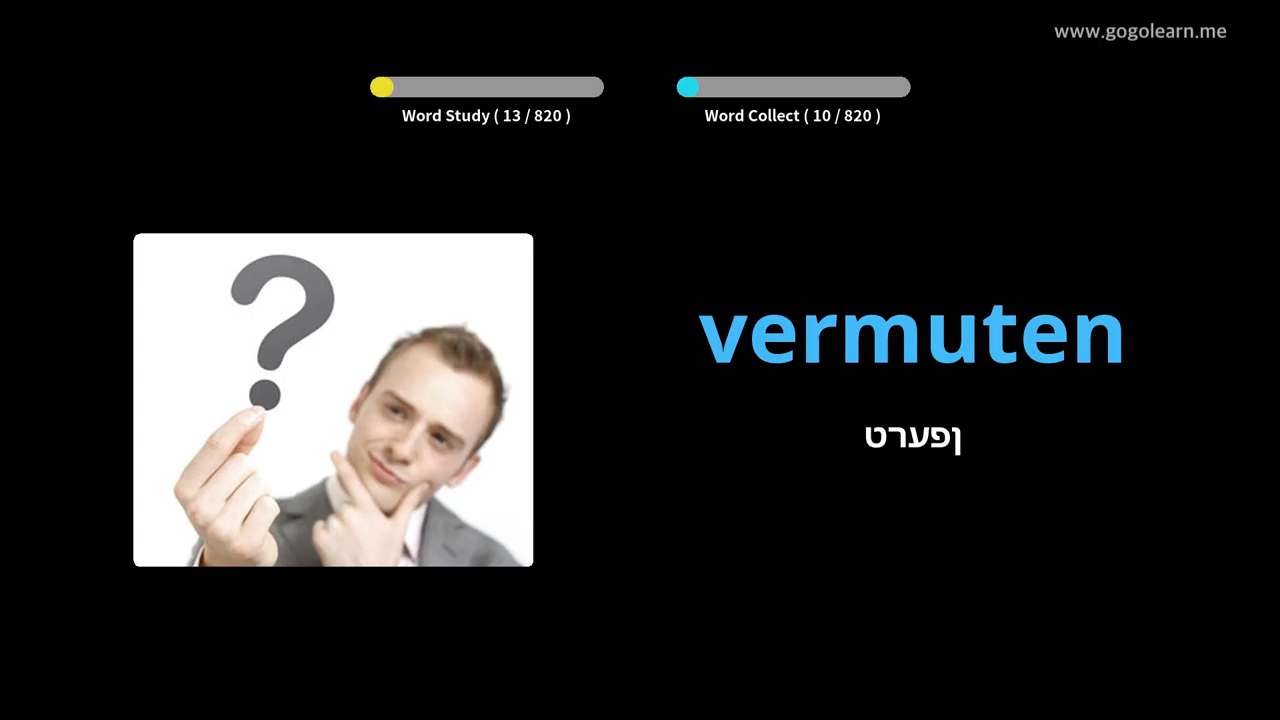 www.gogolearn.me
Word Study ( 13 / 820 )
Word Collect ( 10 / 820 )
vermuten
ןפערט